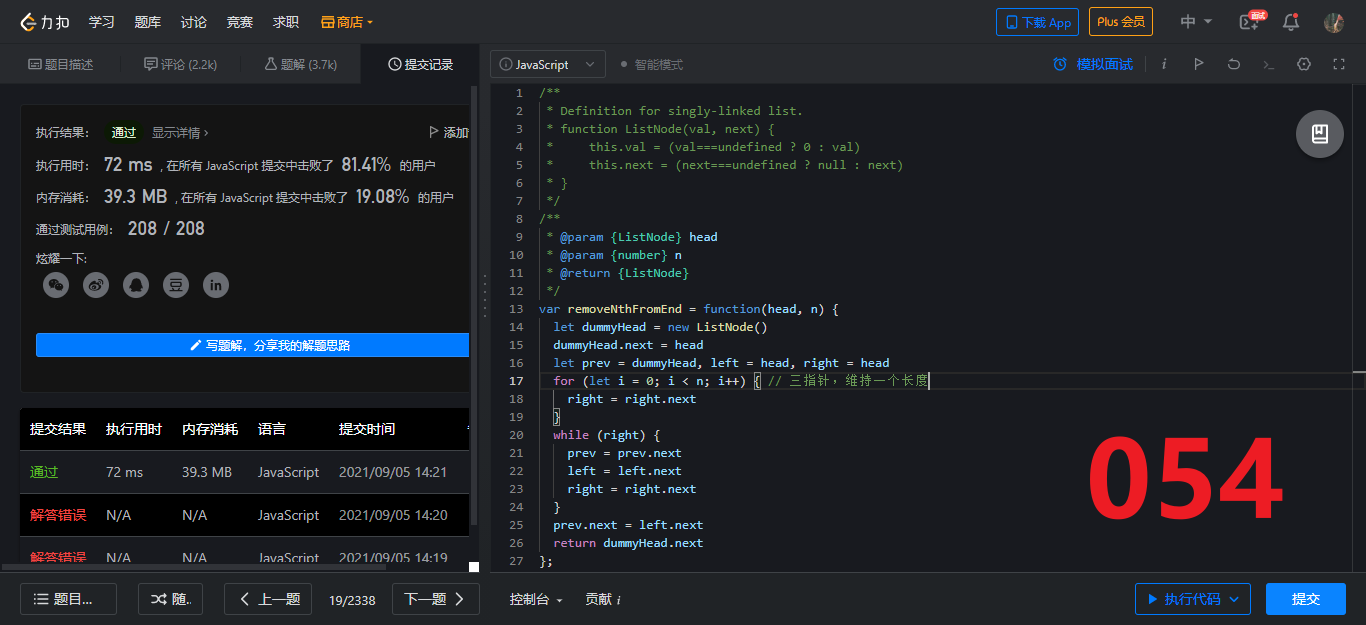 力扣 学习 题库 讨论 竞赛 求职 商店 下载 App Plus 会员 中 面试
题目描述 评论 (2.2k) 题解 (3.7k) 提交记录
JavaScript 智能模式 模拟面试 i
执行结果： 通过 显示详情 › 添加
执行用时： 72 ms , 在所有 JavaScript 提交中击败了 81.41% 的用户
内存消耗： 39.3 MB , 在所有 JavaScript 提交中击败了 19.08% 的用户
通过测试用例： 208 / 208
炫耀一下:
豆 in
写题解，分享我的解题思路
提交结果 执行用时 内存消耗 语言 提交时间
通过 72 ms 39.3 MB JavaScript 2021/09/05 14:21
解答错误 N/A N/A JavaScript 2021/09/05 14:20
解答错误 N/A N/A JavaScript 2021/09/05 14:19
1 /**
2 * Definition for singly-linked list.
3 * function ListNode(val, next) {
4 *     this.val = (val===undefined ? 0 : val)
5 *     this.next = (next===undefined ? null : next)
6 * }
7 */
8 /**
9 * @param {ListNode} head
10 * @param {number} n
11 * @return {ListNode}
12 */
13 var removeNthFromEnd = function(head, n) {
14 let dummyHead = new ListNode()
15 dummyHead.next = head
16 let prev = dummyHead, left = head, right = head
17 for (let i = 0; i < n; i++) { // 三指针，维持一个长度
18 right = right.next
19 }
20 while (right) {
21 prev = prev.next
22 left = left.next
23 right = right.next
24 }
25 prev.next = left.next
26 return dummyHead.next
27 };
054
题目... 随. 上一题 19/2338 下一题 控制台 贡献 i 执行代码 提交